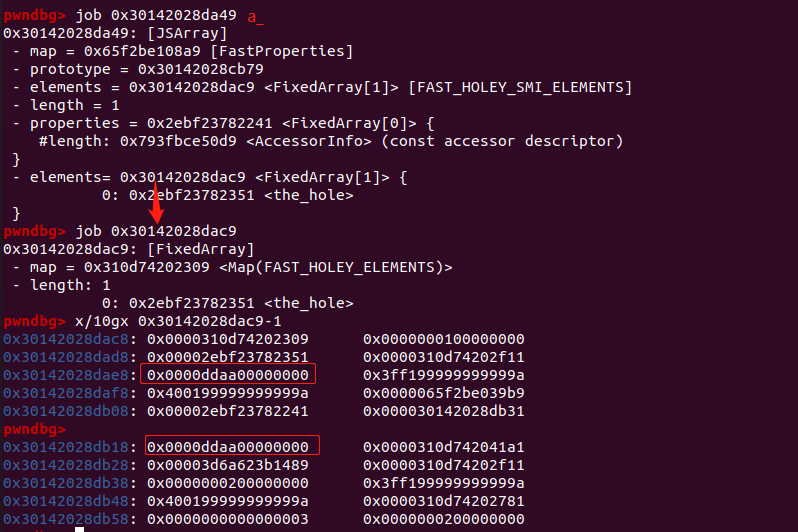 pwndbg> job 0x30142028da49 a_
0x30142028da49: [JSArray]
- map = 0x65f2be108a9 [FastProperties]
- prototype = 0x30142028cb79
- elements = 0x30142028dac9 <FixedArray[1]> [FAST_HOLEY_SMI_ELEMENTS]
- length = 1
- properties = 0x2ebf23782241 <FixedArray[0]> {
#length: 0x793fbce50d9 <AccessorInfo> (const accessor descriptor)
}
- elements= 0x30142028dac9 <FixedArray[1]> {
0: 0x2ebf23782351 <the_hole>
}
pwndbg> job 0x30142028dac9
0x30142028dac9: [FixedArray]
- map = 0x310d74202309 <Map(FAST_HOLEY_ELEMENTS)>
- length: 1
0: 0x2ebf23782351 <the_hole>
pwndbg> x/10gx 0x30142028dac9-1
0x30142028dac8: 0x0000310d74202309 0x0000000100000000
0x30142028dad8: 0x00002ebf23782351 0x0000310d74202f11
0x30142028dae8: 0x0000ddaa00000000 0x3ff199999999999a
0x30142028daf8: 0x400199999999999a 0x0000065f2be039b9
0x30142028db08: 0x00002ebf23782241 0x000030142028db31
pwndbg>
0x30142028db18: 0x0000ddaa00000000 0x0000310d742041a1
0x30142028db28: 0x00003d6a623b1489 0x0000310d74202f11
0x30142028db38: 0x0000000200000000 0x3ff199999999999a
0x30142028db48: 0x400199999999999a 0x0000310d74202781
0x30142028db58: 0x0000000000000003 0x0000000200000000